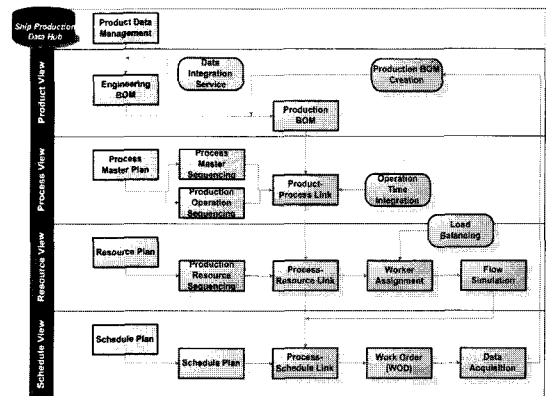 Ship Production
Data Hub
Product Data
Management
Product View
Engineering
BOM
Data
Integration
Service
Production BOM
Creation
Production
BOM
Process View
Process
Master Plan
Process
Master
Sequencing
Production
Operation
Sequencing
Product-
Process Link
Operation
Time
Integration
Resource View
Load
Balancing
Resource Plan
Production
Resource
Sequencing
Process-
Resource Link
Worker
Assignment
Flow
Simulation
Schedule View
Schedule Plan
Schedule Plan
Process-
Schedule Link
Work Order
(WOD)
Data
Acquisition